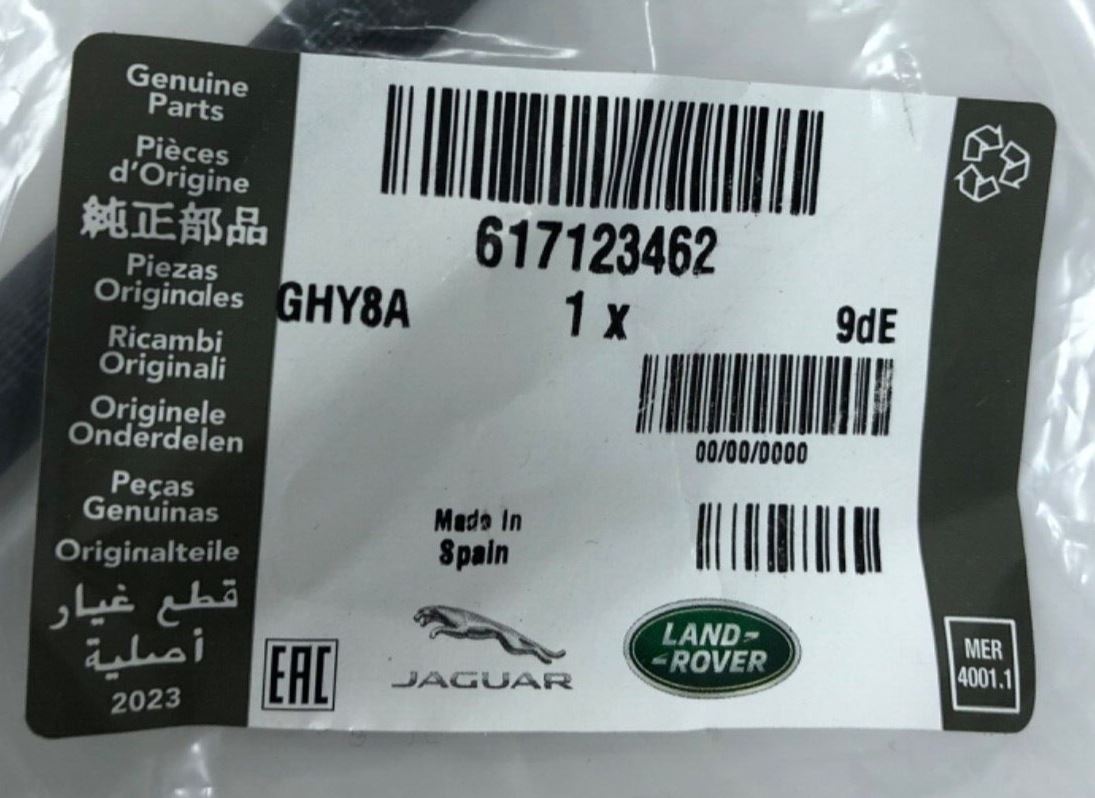 Genuine
Parts
Pièces
d'Origine
純正部品
Piezas
Originales
Ricambi
Originali
Originele
Onderdelen
Peças
Genuinas
Originalteile
قطع غيار
أصلية
2023
617123462
GHY8A 1 x 9dE
00/00/0000
Made In
Spain
EAC
JAGUAR
LAND-
-ROVER
MER
4001.1